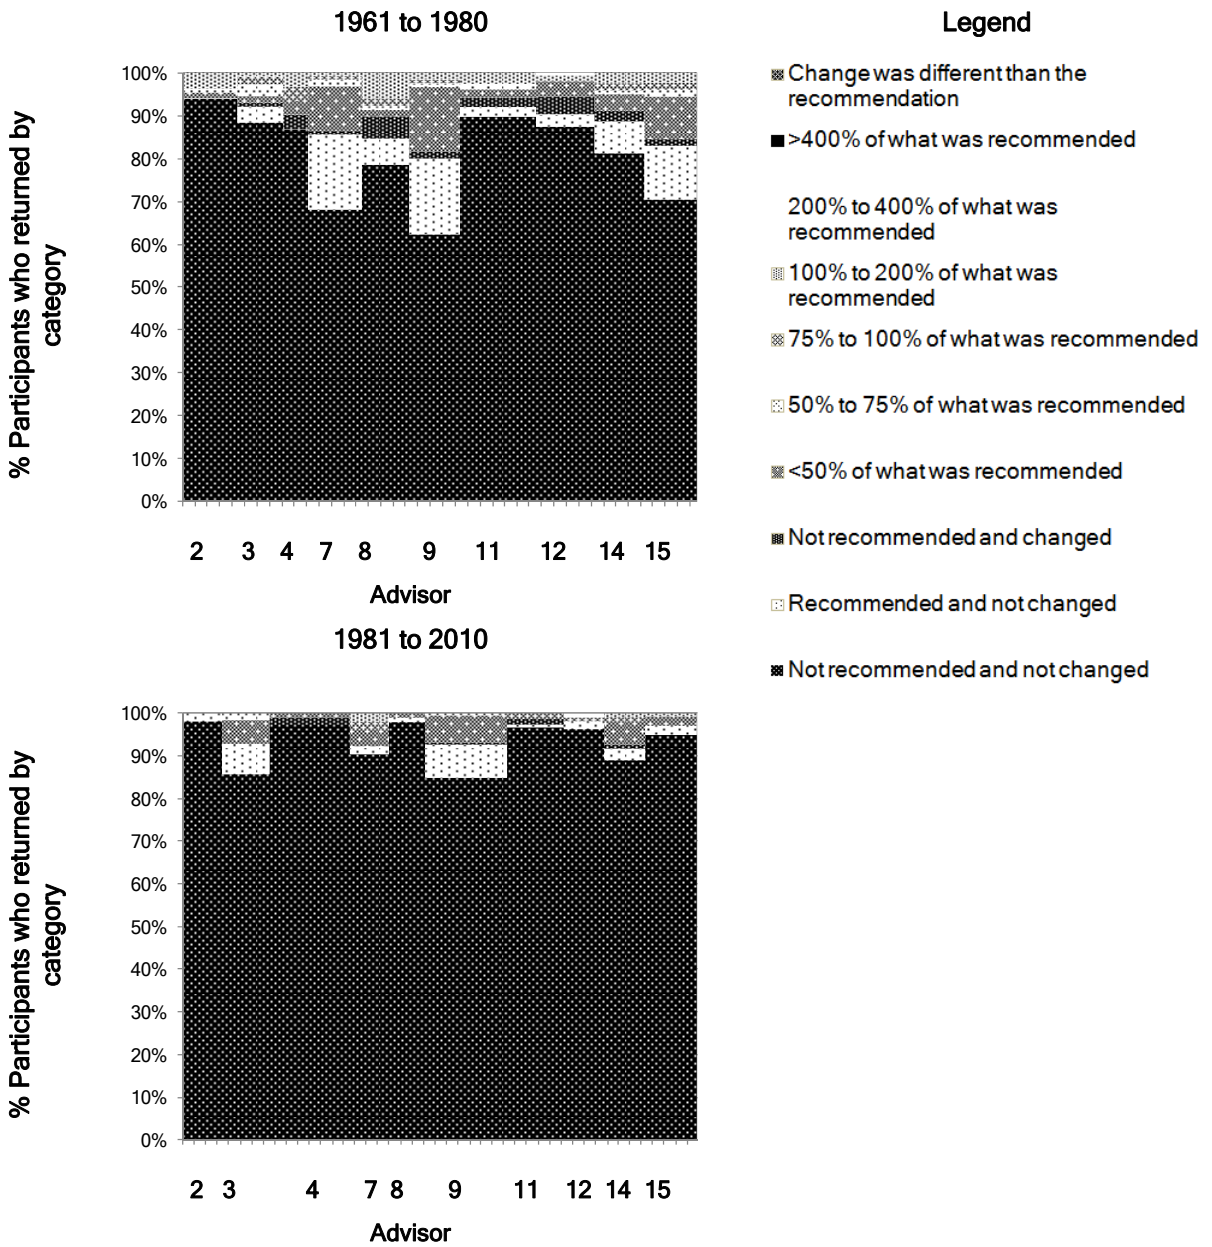 1961 to 1980
% Participants who returned by
category
100%
90%
80%
70%
60%
50%
40%
30%
20%
10%
0%
2 3 4 7 8 9 11 12 14 15
Advisor
1981 to 2010
% Participants who returned by
category
100%
90%
80%
70%
60%
50%
40%
30%
20%
10%
0%
2 3 4 7 8 9 11 12 14 15
Advisor
Legend
Change was different than the
recommendation
>400% of what was recommended
200% to 400% of what was
recommended
100% to 200% of what was
recommended
75% to 100% of what was recommended
50% to 75% of what was recommended
<50% of what was recommended
Not recommended and changed
Recommended and not changed
Not recommended and not changed